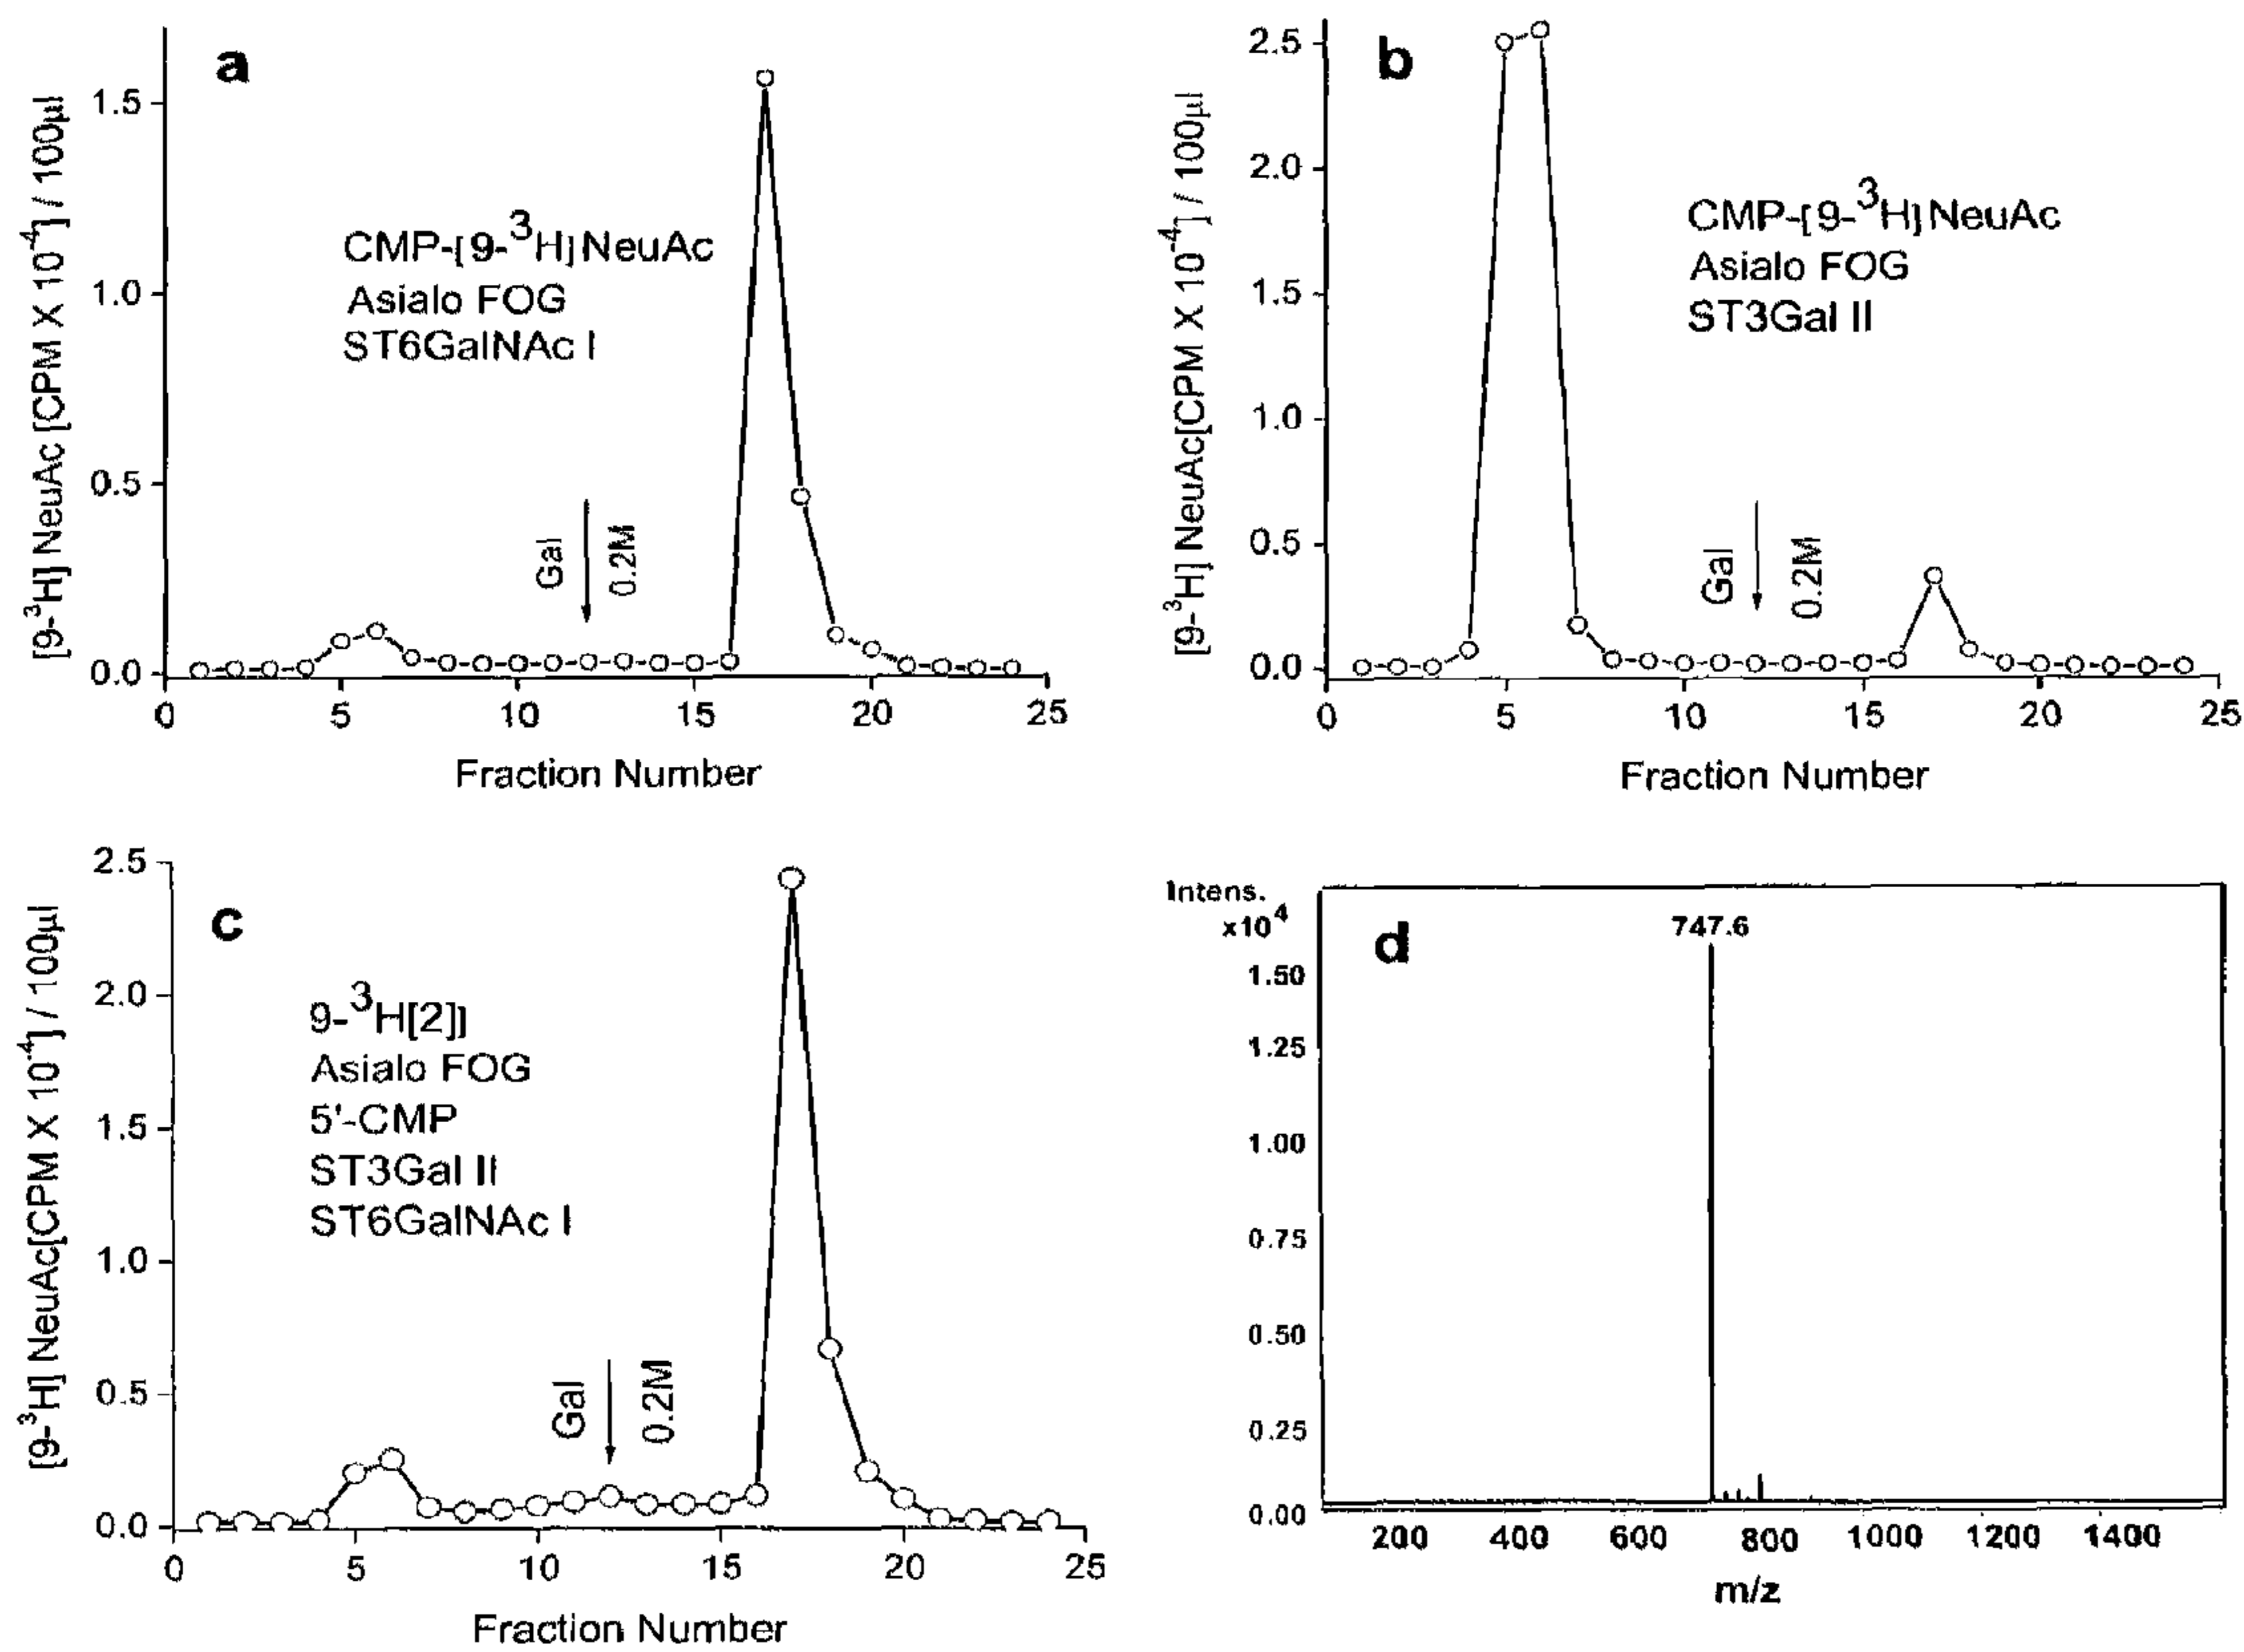 a
[9-³H] NeuAc [CPM X 10⁻⁴] / 100µl
1.5
1.0
0.5
0.0
CMP-[9-³H]NeuAc
Asialo FOG
ST6GalNAc I
Gal
0.2M
0
5
10
15
20
25
Fraction Number
b
[9-³H] NeuAc[CPM X 10⁻⁴] / 100µl
2.5
2.0
1.5
1.0
0.5
0.0
CMP-[9-³H]NeuAc
Asialo FOG
ST3Gal II
Gal
0.2M
0
5
10
15
20
25
Fraction Number
c
[9-³H] NeuAc[CPM X 10⁻⁴] / 100µl
2.5
2.0
1.5
1.0
0.5
0.0
9-³H[2]]
Asialo FOG
5'-CMP
ST3Gal II
ST6GalNAc I
Gal
0.2M
0
5
10
15
20
25
Fraction Number
Intens.
x10⁴
d
747.6
1.50
1.25
1.00
0.75
0.50
0.25
0.00
200
400
600
800
1000
1200
1400
m/z